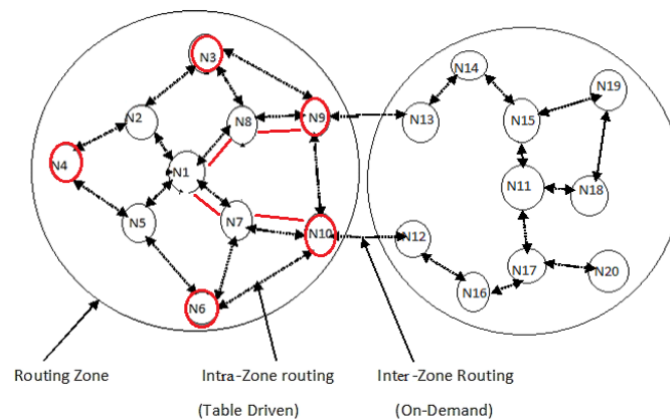 N3
N14
N19
N2
N8
N9
N13
N15
N4
N1
N11
N18
N5
N7
N10
N12
N17
N20
N6
N16
Routing Zone
Intra-Zone routing
Inter-Zone Routing
(Table Driven)
(On-Demand)